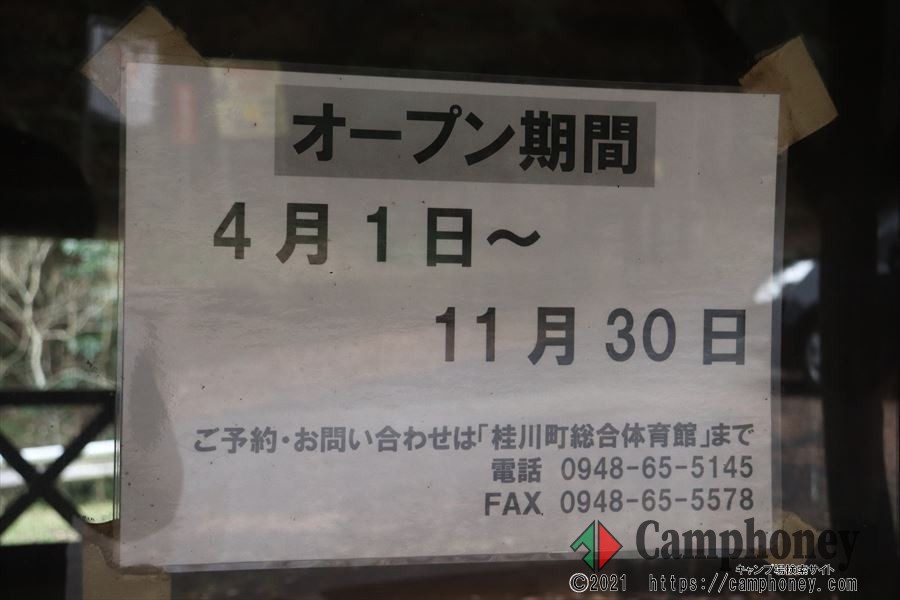 オープン期間
4月1日～
11月30日
ご予約・お問い合わせは「桂川町総合体育館」まで
電話 0948-65-5145
FAX 0948-65-5578
Camphoney
キャンプ場検索サイト
©2021 https://camphoney.com